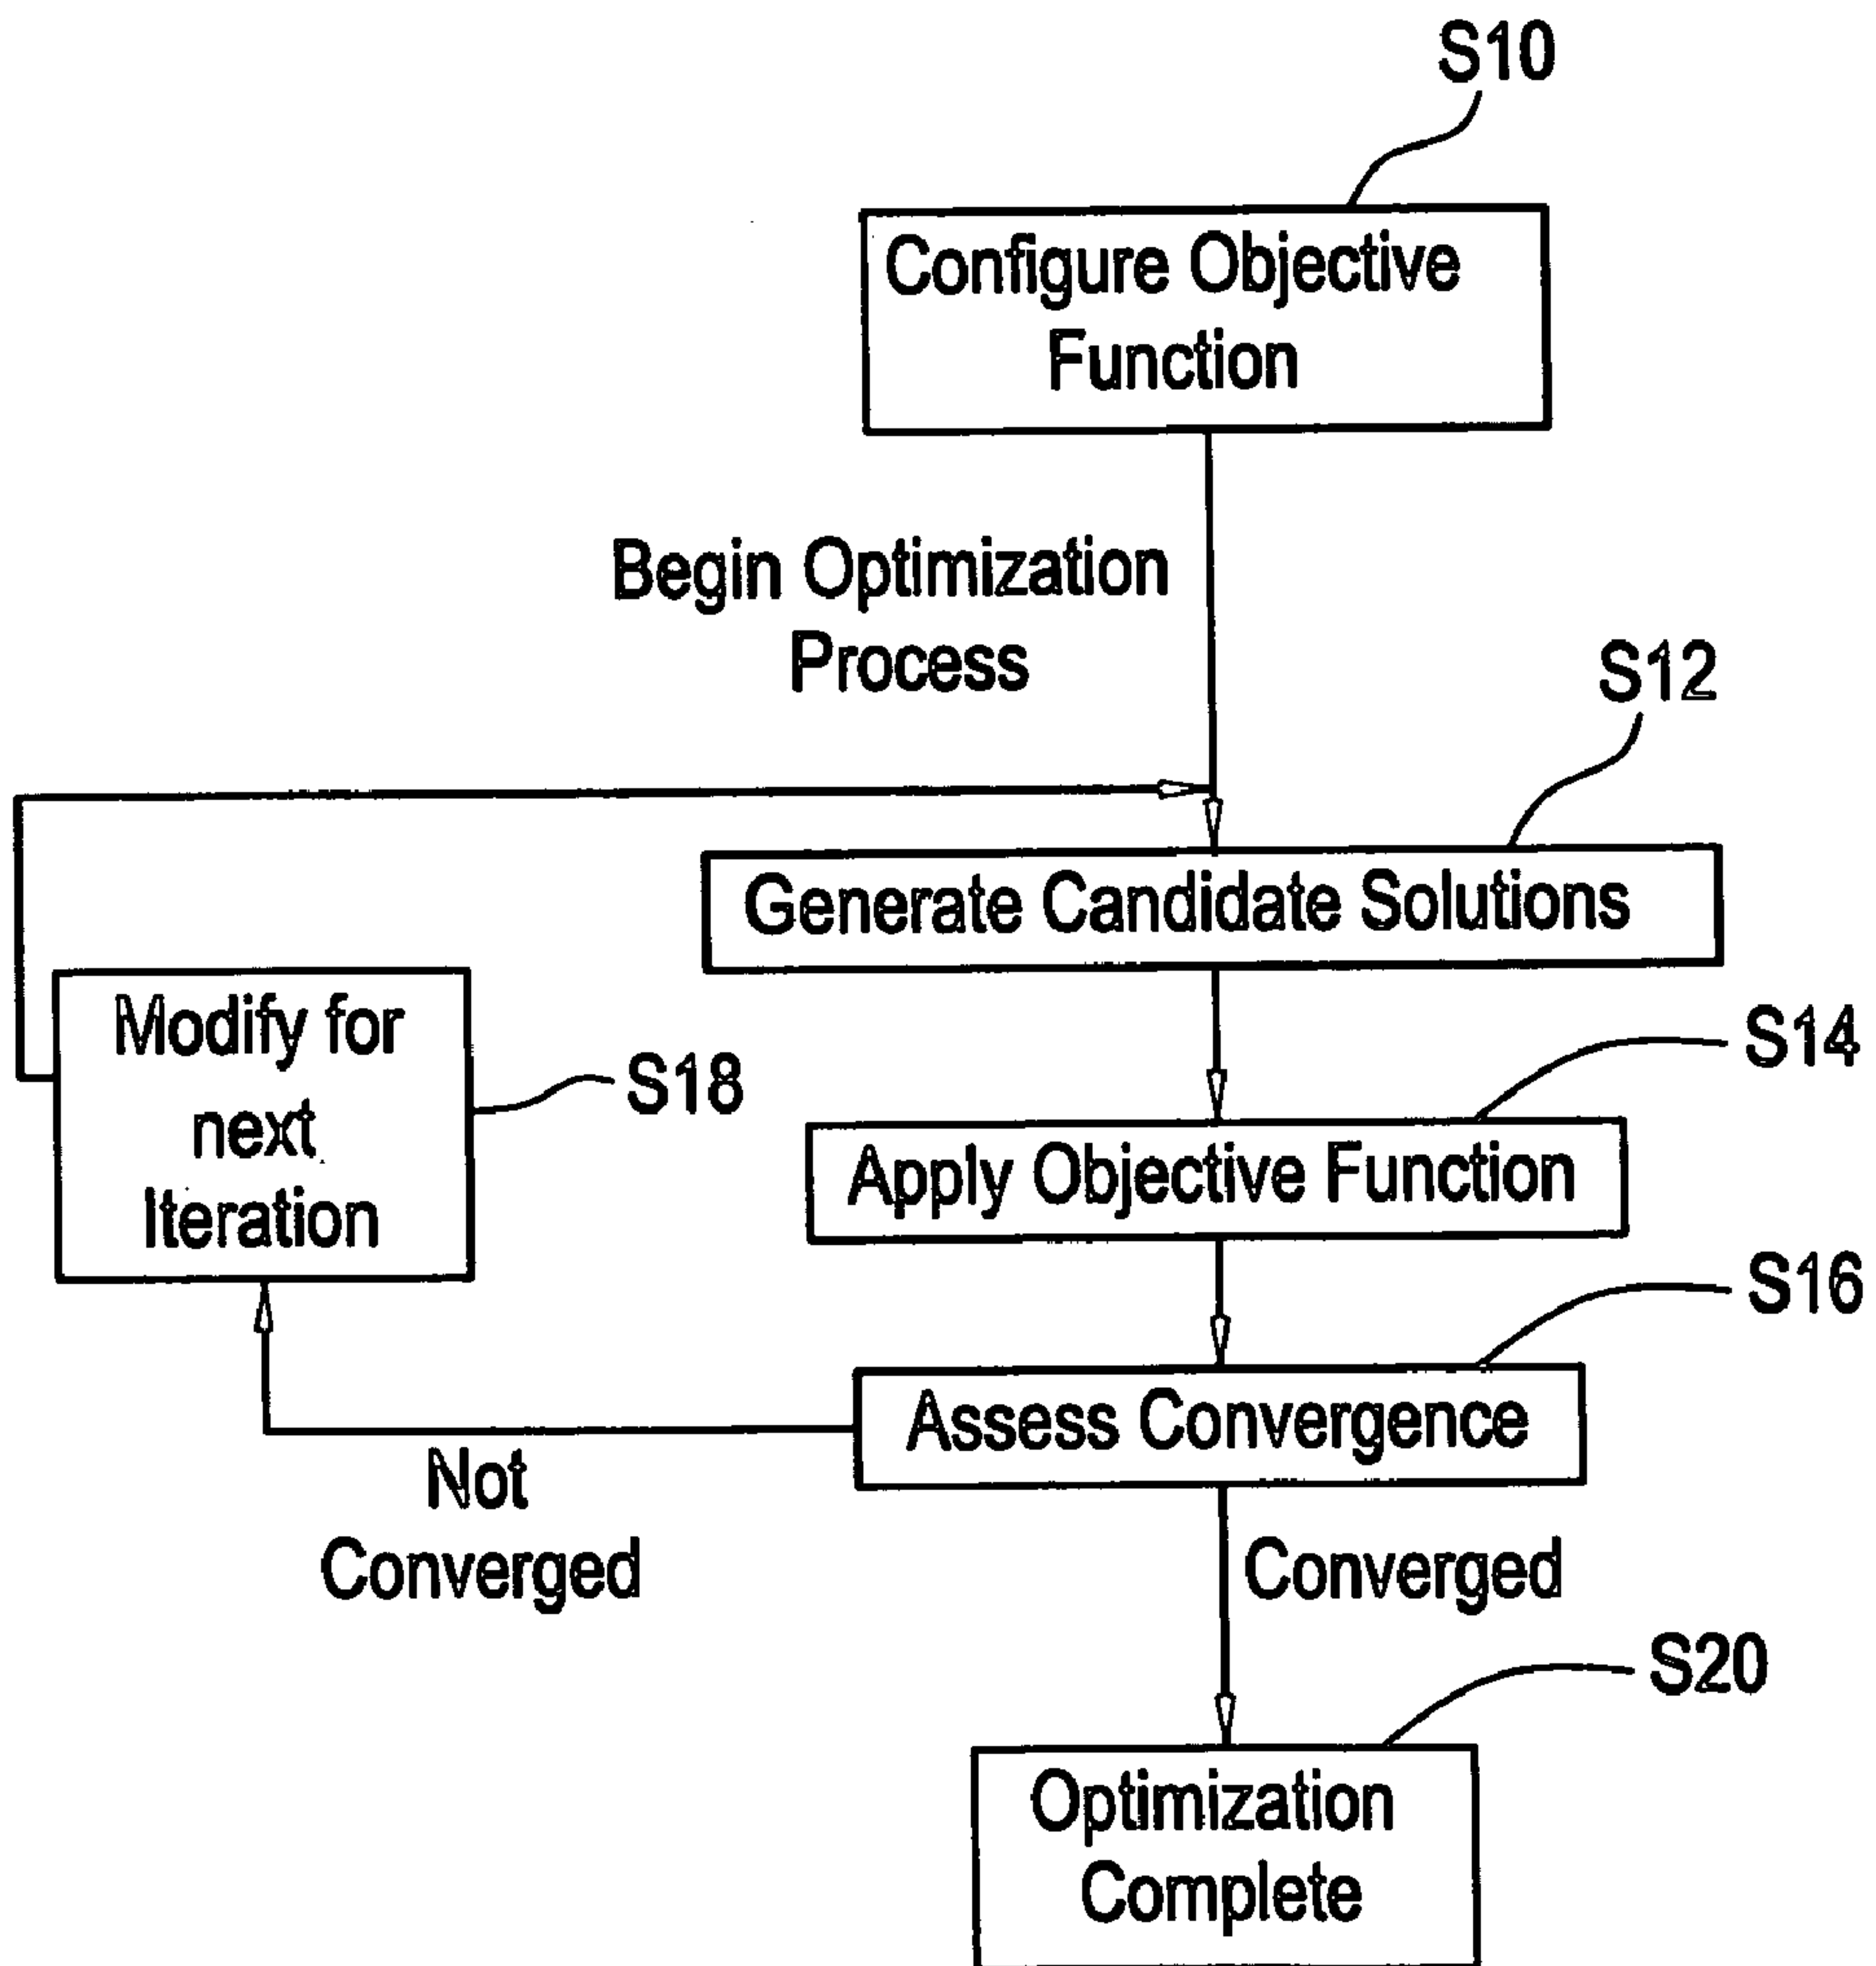 S10
Configure Objective
Function
Begin Optimization
Process
S12
Generate Candidate Solutions
Modify for
next
Iteration
S18
S14
Apply Objective Function
S16
Assess Convergence
Not
Converged
Converged
S20
Optimization
Complete